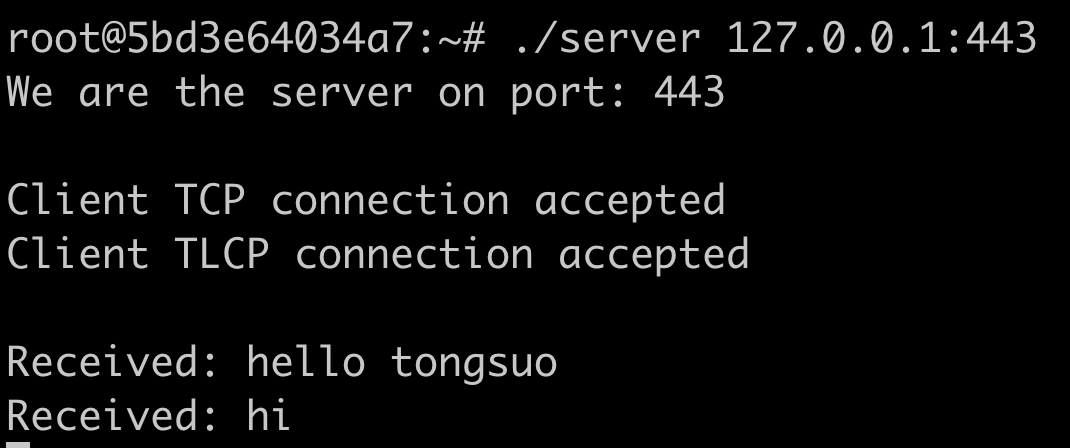 root@5bd3e64034a7:~# ./server 127.0.0.1:443
We are the server on port: 443
Client TCP connection accepted
Client TLCP connection accepted
Received: hello tongsuo
Received: hi